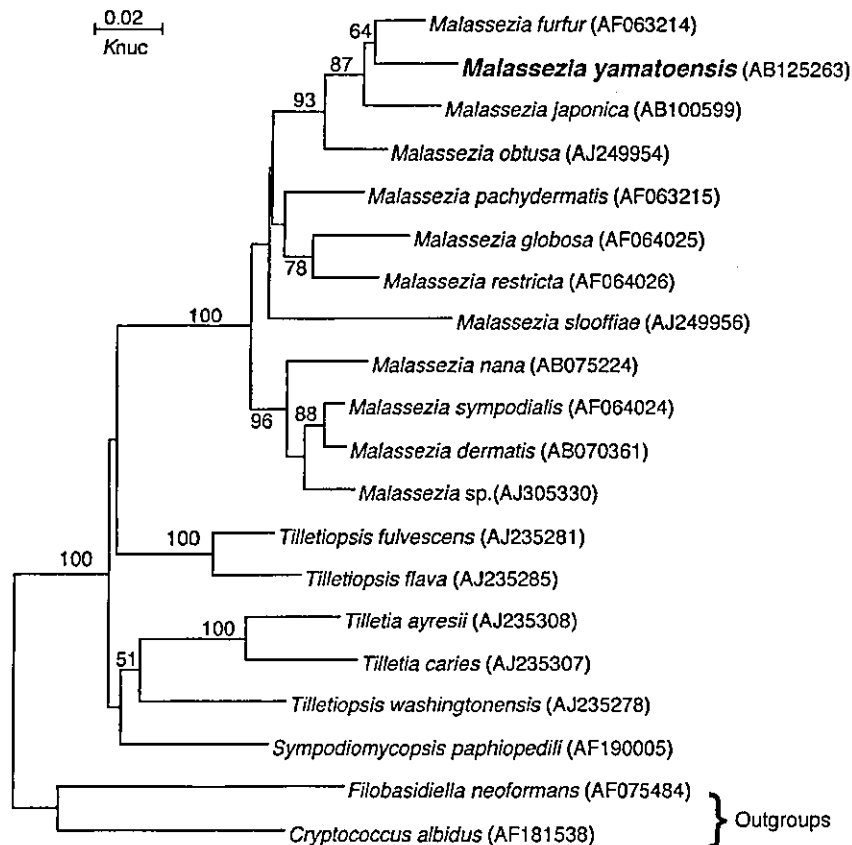 0.02
Knuc
64
Malassezia furfur (AF063214)
87
Malassezia yamatoensis (AB125263)
93
Malassezia japonica (AB100599)
Malassezia obtusa (AJ249954)
Malassezia pachydermatis (AF063215)
Malassezia globosa (AF064025)
78
Malassezia restricta (AF064026)
100
Malassezia slooffiae (AJ249956)
Malassezia nana (AB075224)
96
88
Malassezia sympodialis (AF064024)
Malassezia dermatis (AB070361)
Malassezia sp.(AJ305330)
100
Tilletiopsis fulvescens (AJ235281)
100
Tilletiopsis flava (AJ235285)
100
Tilletia ayresii (AJ235308)
51
Tilletia caries (AJ235307)
Tilletiopsis washingtonensis (AJ235278)
Sympodiomycopsis paphiopedili (AF190005)
Filobasidiella neoformans (AF075484)
Outgroups
Cryptococcus albidus (AF181538)